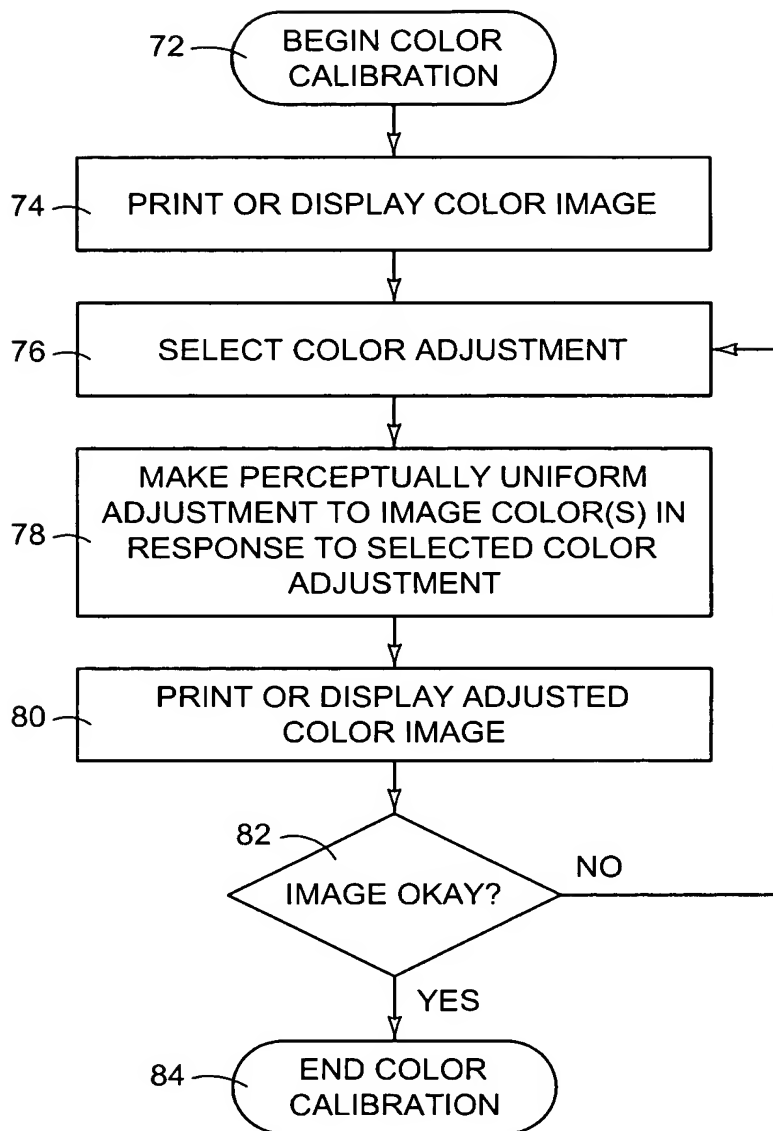 72
BEGIN COLOR
CALIBRATION
74
PRINT OR DISPLAY COLOR IMAGE
76
SELECT COLOR ADJUSTMENT
78
MAKE PERCEPTUALLY UNIFORM
ADJUSTMENT TO IMAGE COLOR(S) IN
RESPONSE TO SELECTED COLOR
ADJUSTMENT
80
PRINT OR DISPLAY ADJUSTED
COLOR IMAGE
82
IMAGE OKAY?
NO
YES
84
END COLOR
CALIBRATION